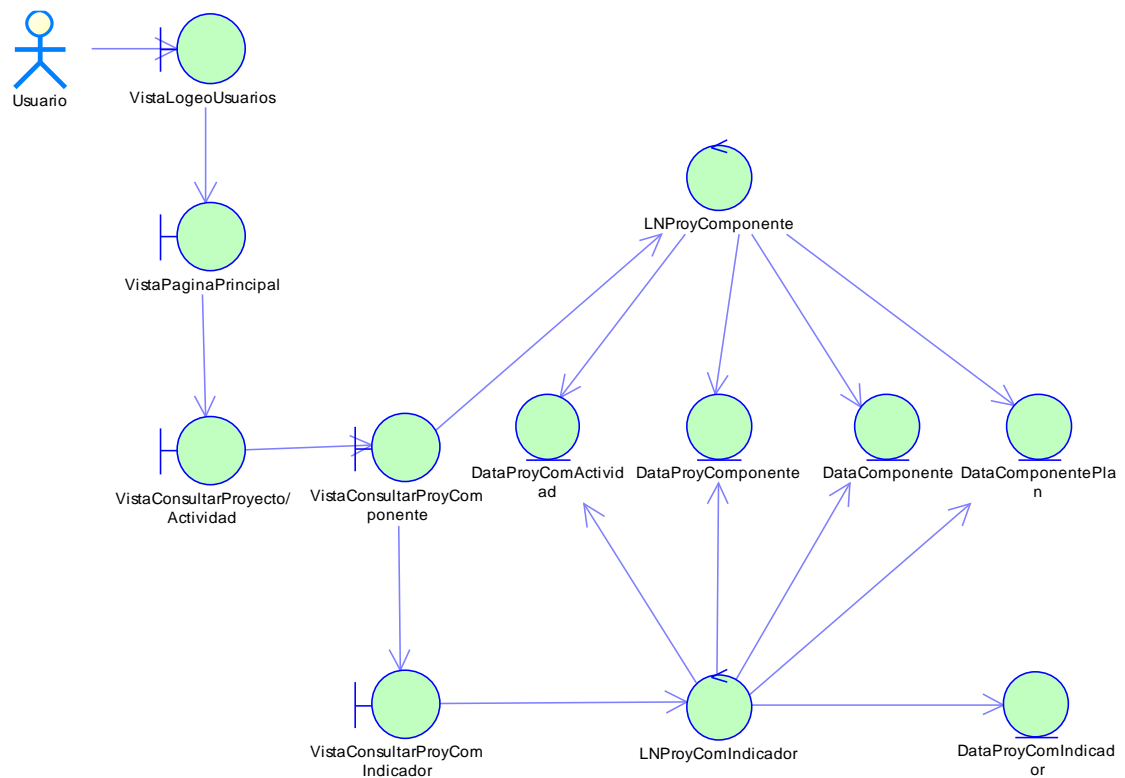 Usuario
VistaLogeoUsuarios
LNProyComponente
VistaPaginaPrincipal
DataProyComActivid
ad
DataProyComponente
DataComponente
DataComponentePla
n
VistaConsultarProyecto/
Actividad
VistaConsultarProyCom
ponente
VistaConsultarProyCom
Indicador
LNProyComIndicador
DataProyComIndicad
or